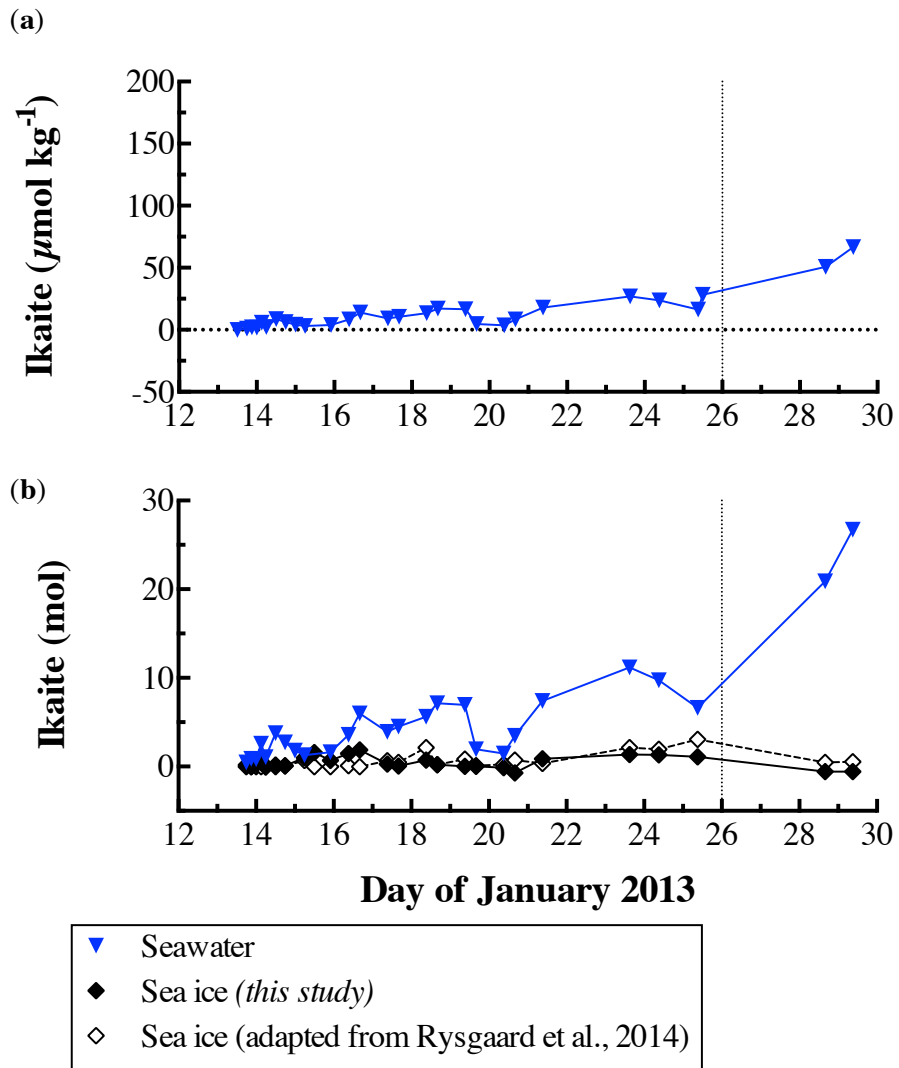 (a)
Ikaite (µmol kg-1)
200
150
100
50
0
-50
12 14 16 18 20 22 24 26 28 30
(b)
Ikaite (mol)
30
20
10
0
12 14 16 18 20 22 24 26 28 30
Day of January 2013
Seawater
Sea ice (this study)
Sea ice (adapted from Rysgaard et al., 2014)